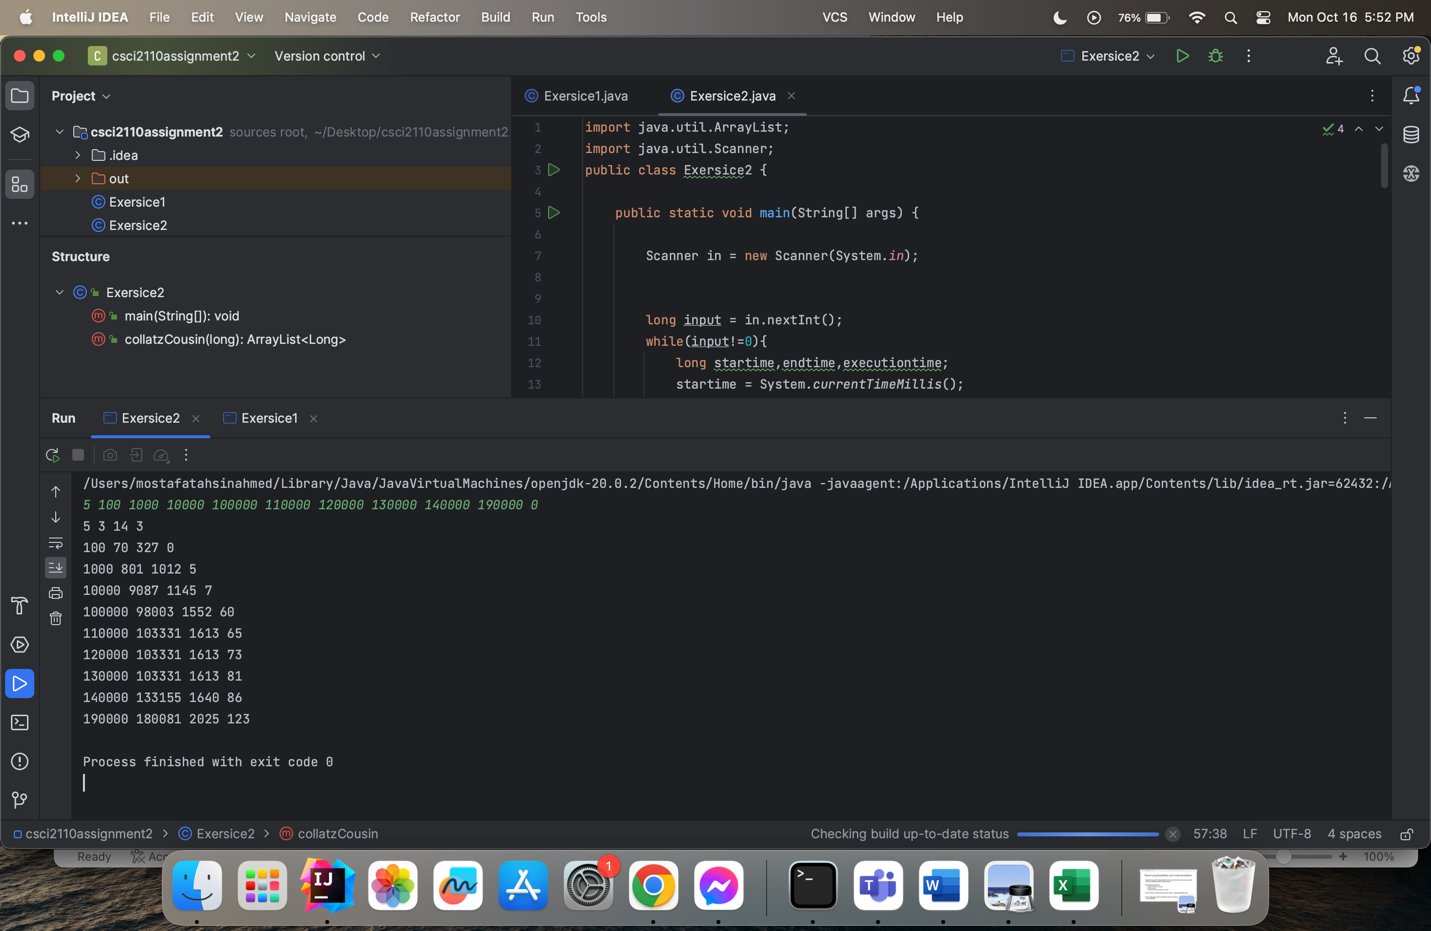 IntelliJ IDEA File Edit View Navigate Code Refactor Build Run Tools VCS Window Help 76% Mon Oct 16 5:52 PM
C csci2110assignment2 Version control Exersice2
Project
Exersice1.java Exersice2.java
csci2110assignment2 sources root, ~/Desktop/csci2110assignment2
.idea
out
Exersice1
Exersice2
Structure
Exersice2
main(String[]): void
collatzCousin(long): ArrayList<Long>
4
1 import java.util.ArrayList;
2 import java.util.Scanner;
3 public class Exersice2 {
4
5 public static void main(String[] args) {
6
7 Scanner in = new Scanner(System.in);
8
9
10 long input = in.nextInt();
11 while(input!=0){
12 long startime,endtime,executiontime;
13 startime = System.currentTimeMillis();
Run Exersice2 Exersice1
/Users/mostafatahsinahmed/Library/Java/JavaVirtualMachines/openjdk-20.0.2/Contents/Home/bin/java -javaagent:/Applications/IntelliJ IDEA.app/Contents/lib/idea_rt.jar=62432:/
5 100 1000 10000 100000 110000 120000 130000 140000 190000 0
5 3 14 3
100 70 327 0
1000 801 1012 5
10000 9087 1145 7
100000 98003 1552 60
110000 103331 1613 65
120000 103331 1613 73
130000 103331 1613 81
140000 133155 1640 86
190000 180081 2025 123
Process finished with exit code 0
csci2110assignment2 Exersice2 collatzCousin Checking build up-to-date status 57:38 LF UTF-8 4 spaces
Ready 100%
IJ 1 W X